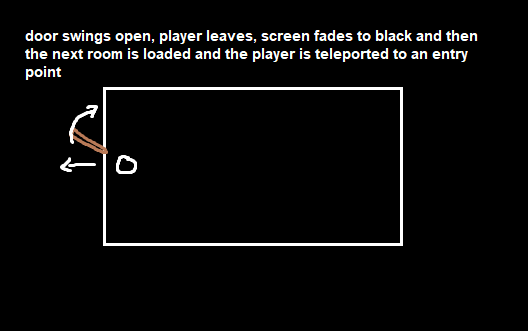 door swings open, player leaves, screen fades to black and then
the next room is loaded and the player is teleported to an entry
point